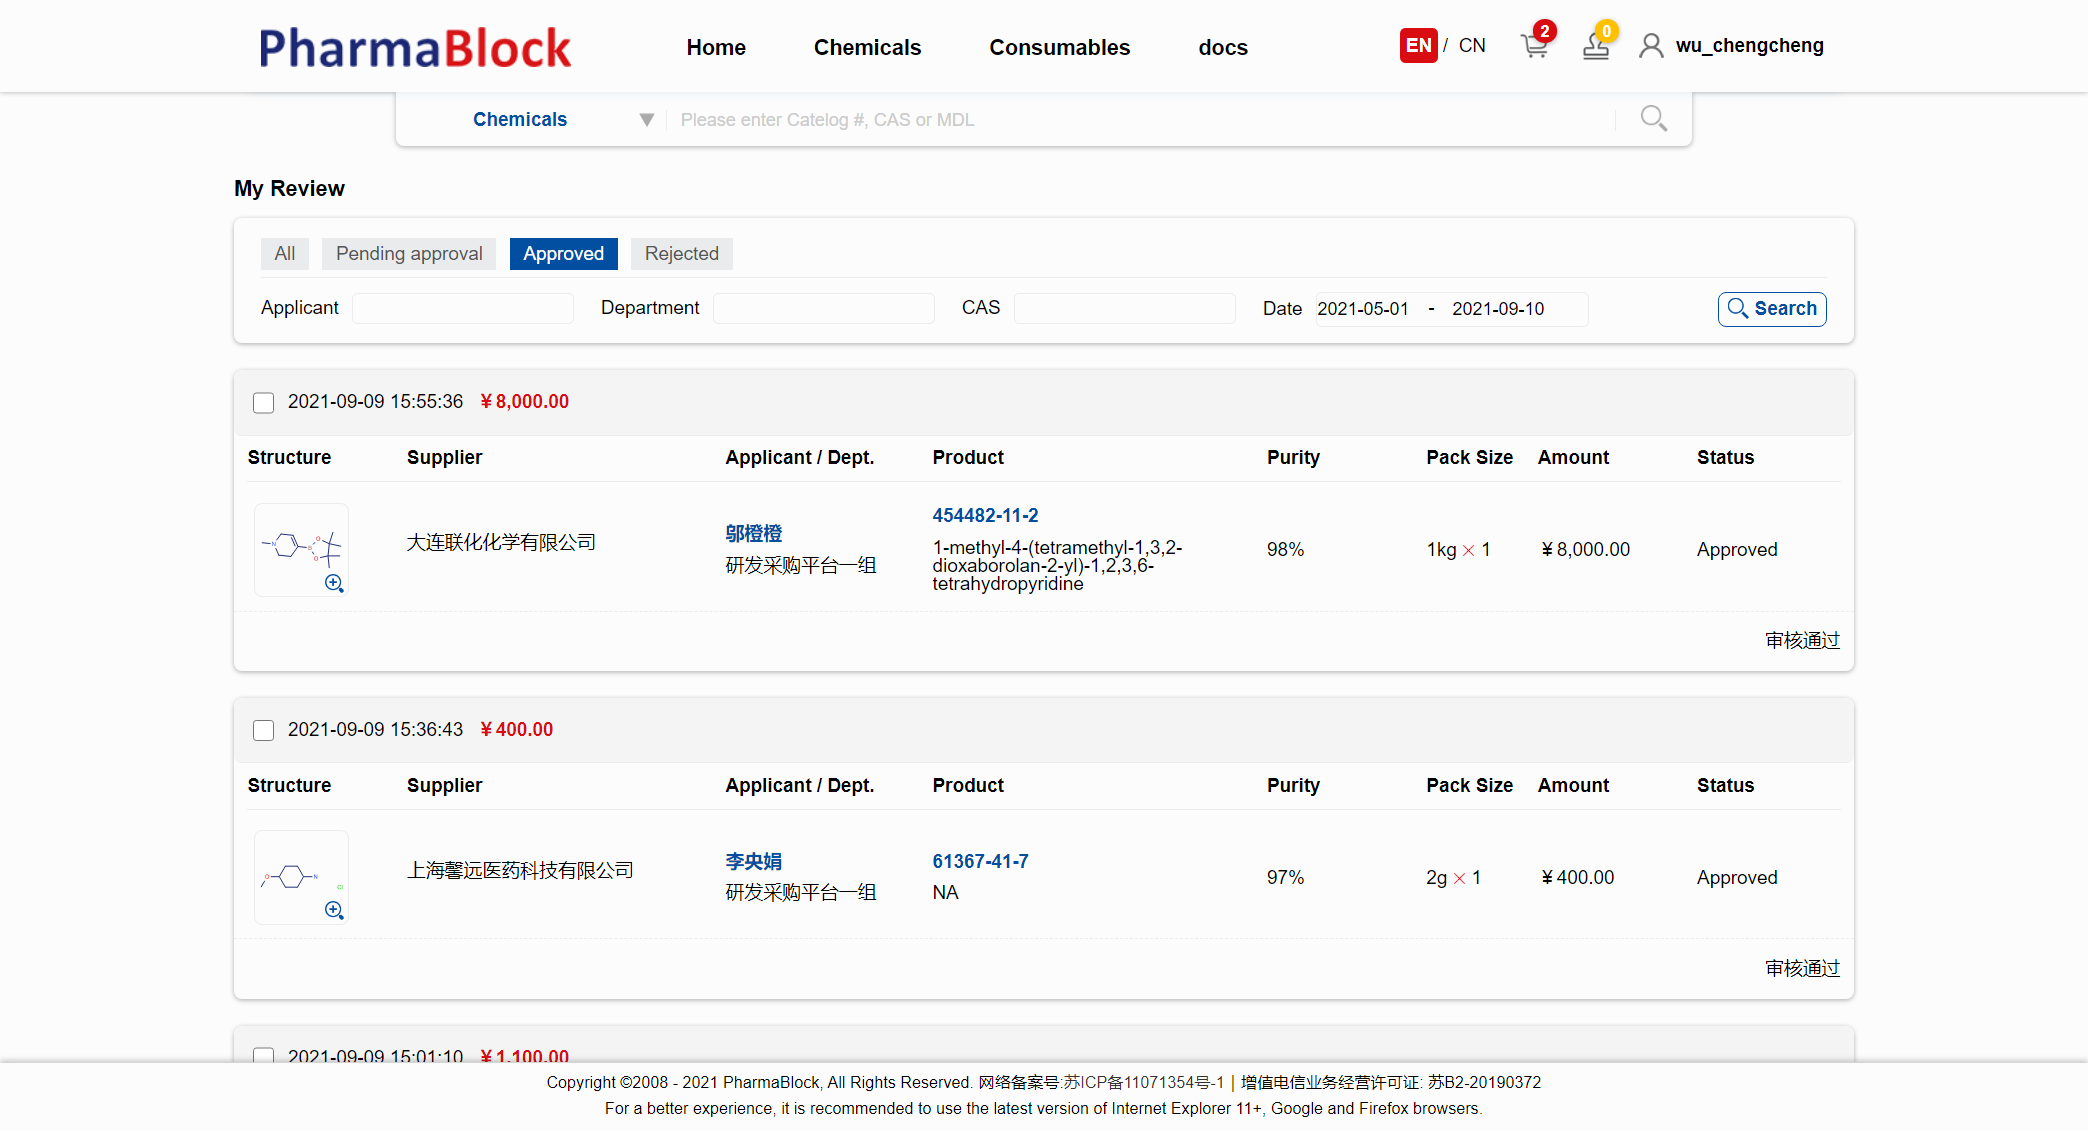 PharmaBlock Home Chemicals Consumables docs EN / CN 2 0 wu_chengcheng
Chemicals ▼ Please enter Catelog #, CAS or MDL
My Review
All Pending approval Approved Rejected
Applicant Department CAS Date 2021-05-01 - 2021-09-10 Search
2021-09-09 15:55:36 ¥8,000.00
Structure Supplier Applicant / Dept. Product Purity Pack Size Amount Status
454482-11-2
大连联化化学有限公司 邬橙橙 1-methyl-4-(tetramethyl-1,3,2- 98% 1kg × 1 ¥8,000.00 Approved
研发采购平台一组 dioxaborolan-2-yl)-1,2,3,6-
tetrahydropyridine
审核通过
2021-09-09 15:36:43 ¥400.00
Structure Supplier Applicant / Dept. Product Purity Pack Size Amount Status
上海馨远医药科技有限公司 李央娟 61367-41-7 97% 2g × 1 ¥400.00 Approved
研发采购平台一组 NA
审核通过
2021-09-09 15:01:10 ¥1,100.00
Copyright ©2008 - 2021 PharmaBlock, All Rights Reserved. 网络备案号:苏ICP备11071354号-1 | 增值电信业务经营许可证: 苏B2-20190372
For a better experience, it is recommended to use the latest version of Internet Explorer 11+, Google and Firefox browsers.